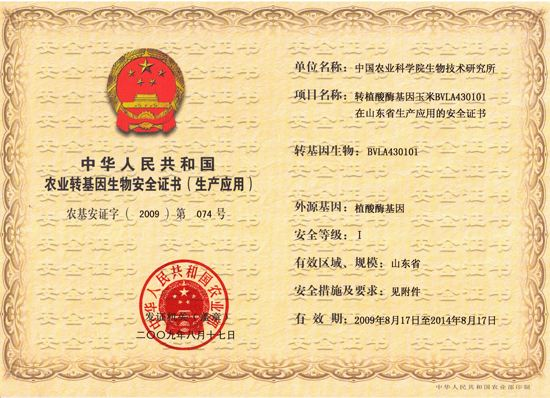 中华人民共和国
农业转基因生物安全证书（生产应用）
农基安证字（2009）第 074 号
发证机关（盖章）
二〇〇九年八月十七日
中华人民共和国农业部
单位名称：中国农业科学院生物技术研究所
项目名称：转植酸酶基因玉米BVLA430101
在山东省生产应用的安全证书
转基因生物：BVLA430101
外源基因：植酸酶基因
安全等级：Ⅰ
有效区域、规模：山东省
安全措施及要求：见附件
有 效 期：2009年8月17日至2014年8月17日
中华人民共和国农业部印制